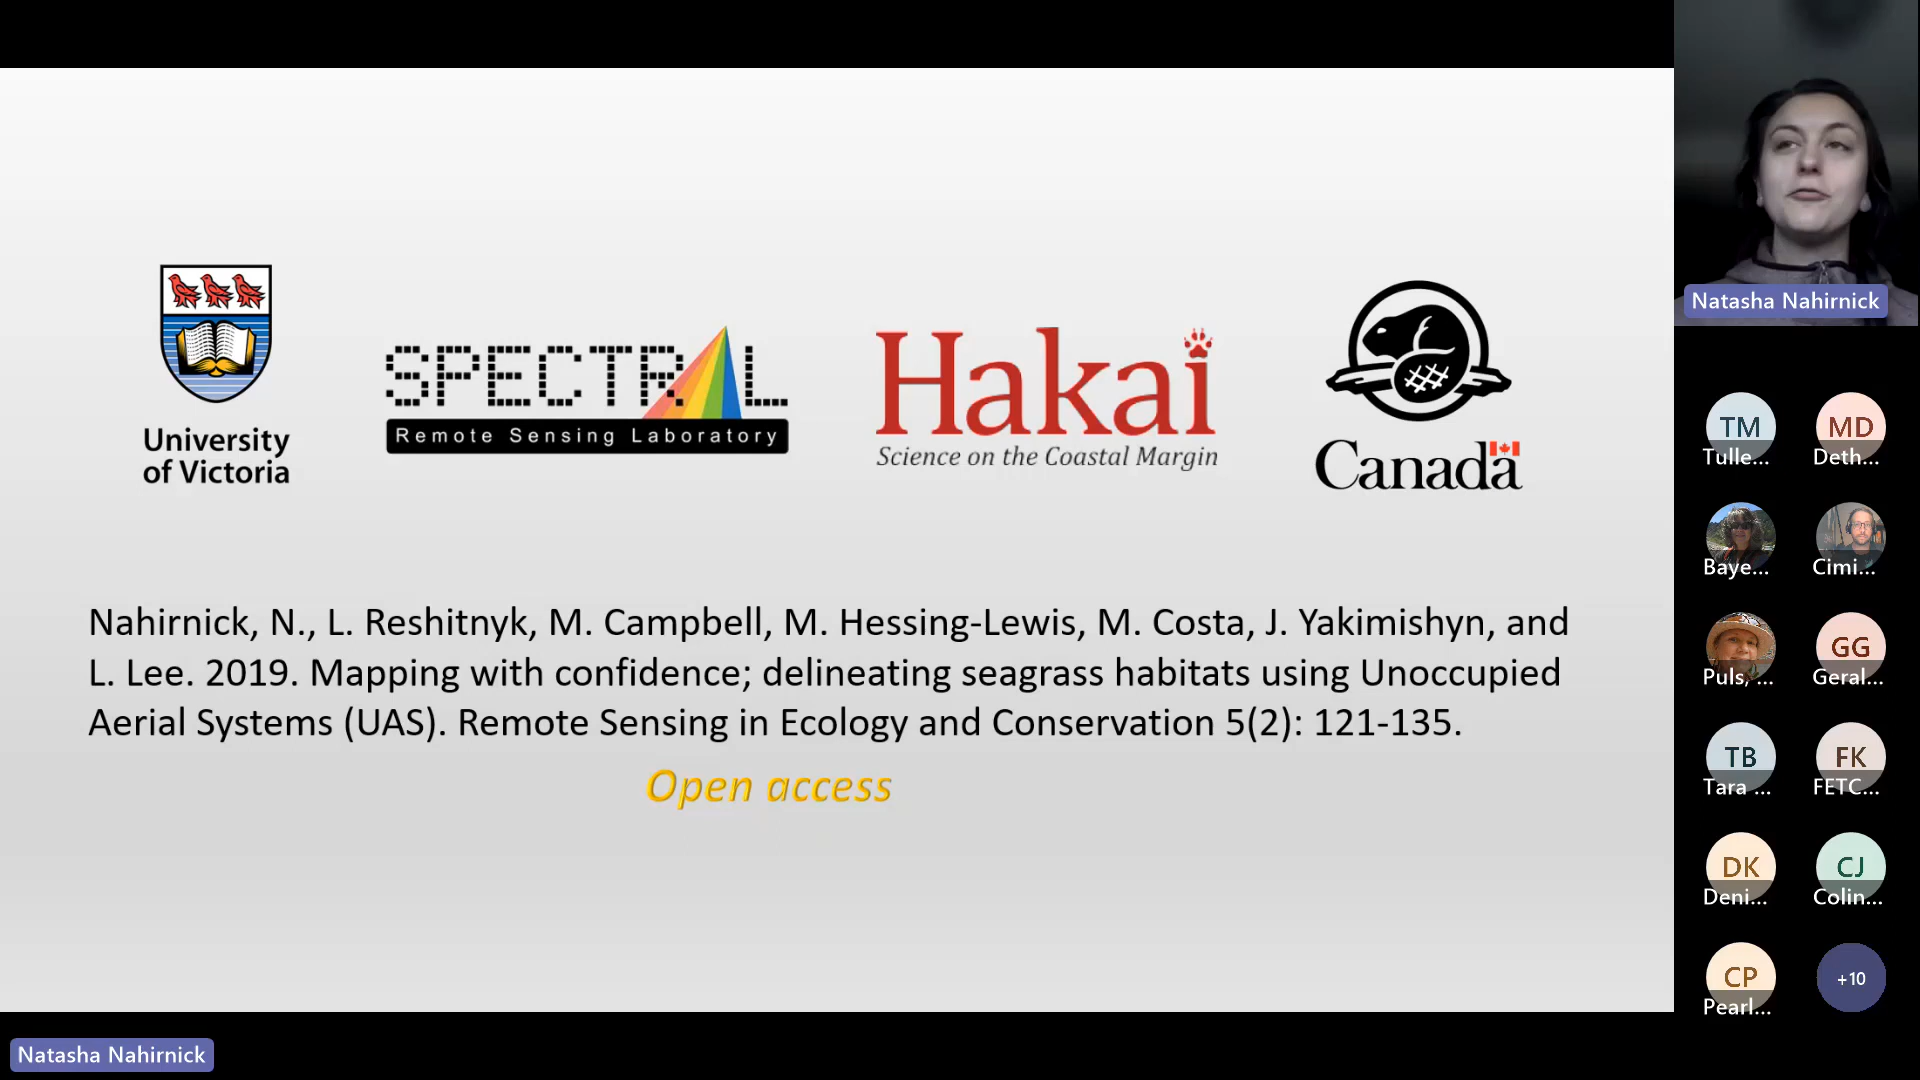 University
of Victoria
SPECTRAL
Remote Sensing Laboratory
Hakai
Science on the Coastal Margin
Canada
Nahirnick, N., L. Reshitnyk, M. Campbell, M. Hessing-Lewis, M. Costa, J. Yakimishyn, and
L. Lee. 2019. Mapping with confidence; delineating seagrass habitats using Unoccupied
Aerial Systems (UAS). Remote Sensing in Ecology and Conservation 5(2): 121-135.
Open access
Natasha Nahirnick
TM
MD
Tulle...
Deth...
Baye...
Cimi...
GG
Puls, ...
Geral...
TB
FK
Tara ...
FETC...
DK
CJ
Deni...
Colin...
CP
+10
Pearl...
Natasha Nahirnick